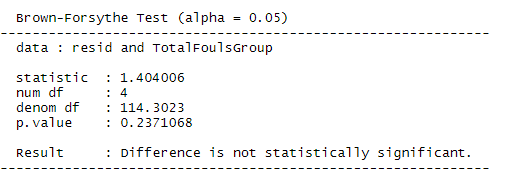 Brown-Forsythe Test (alpha = 0.05)
-------------------------------------------------------------
data : resid and TotalFoulsGroup
statistic : 1.404006
num df : 4
denom df : 114.3023
p.value : 0.2371068
Result : Difference is not statistically significant.
-------------------------------------------------------------